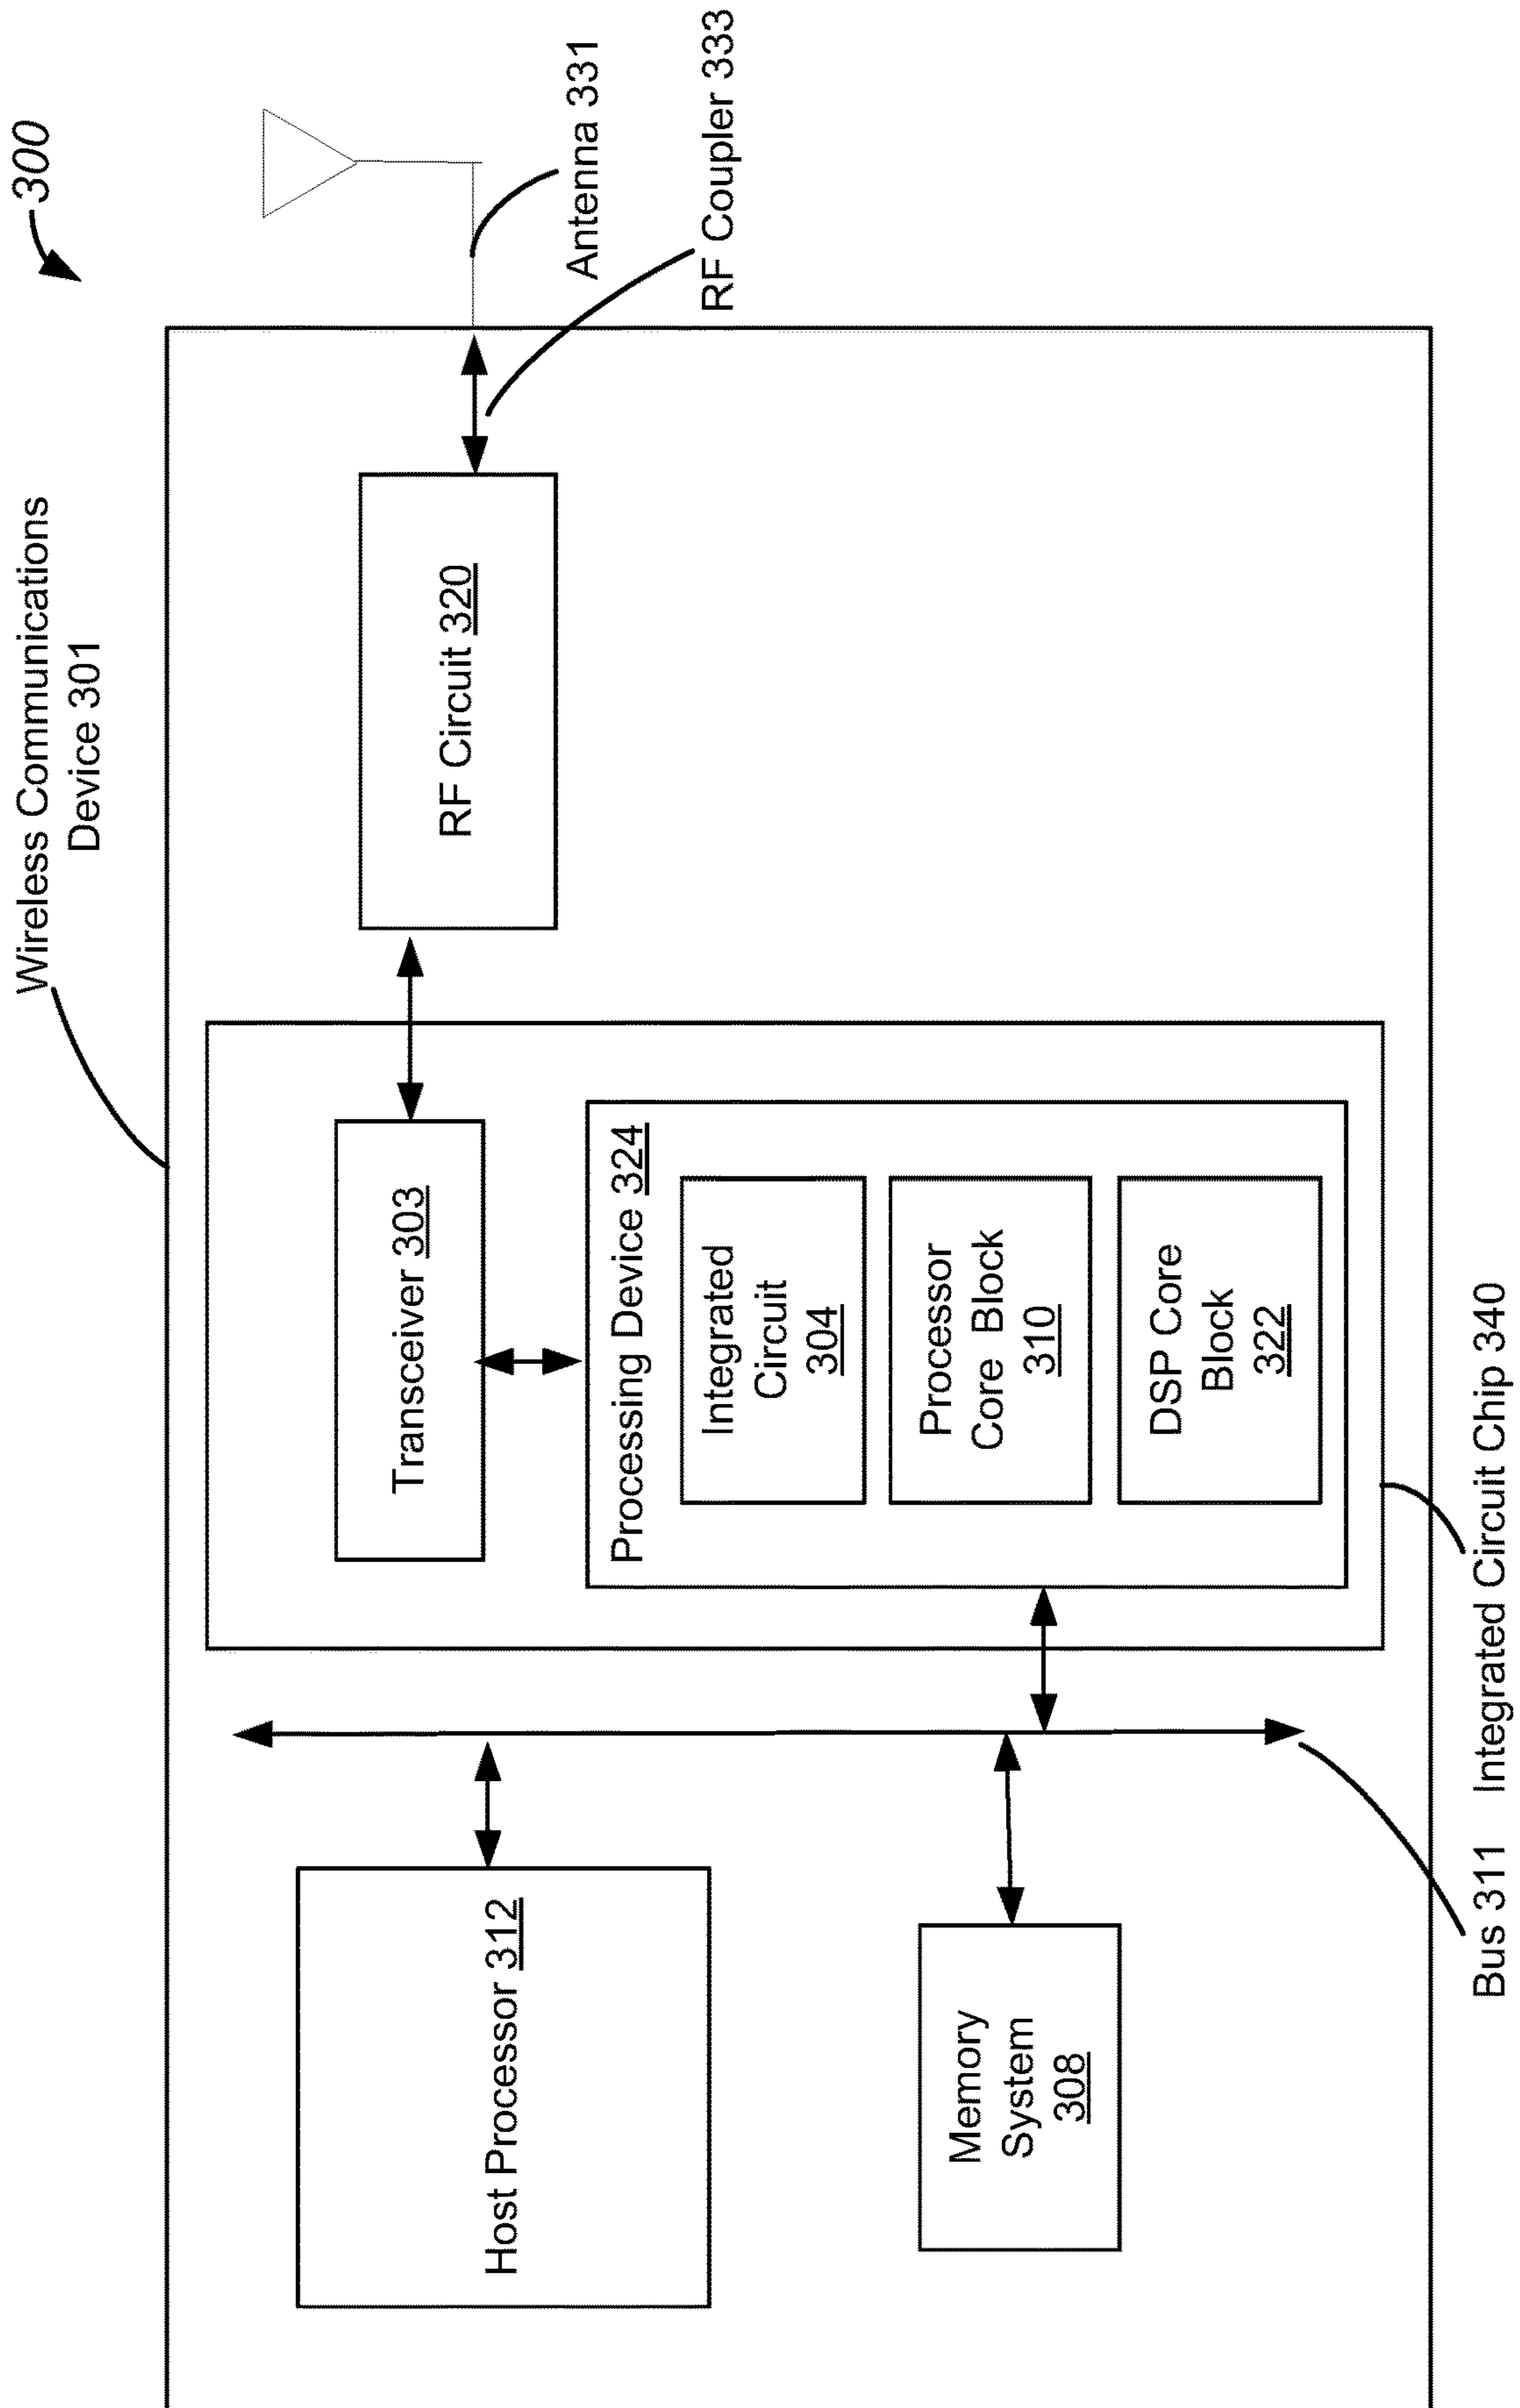 300
Wireless Communications
Device 301
Antenna 331
RF Coupler 333
Host Processor 312
Transceiver 303
RF Circuit 320
Processing Device 324
Integrated
Circuit
304
Processor
Core Block
310
DSP Core
Block
322
Memory
System
308
Bus 311
Integrated Circuit Chip 340